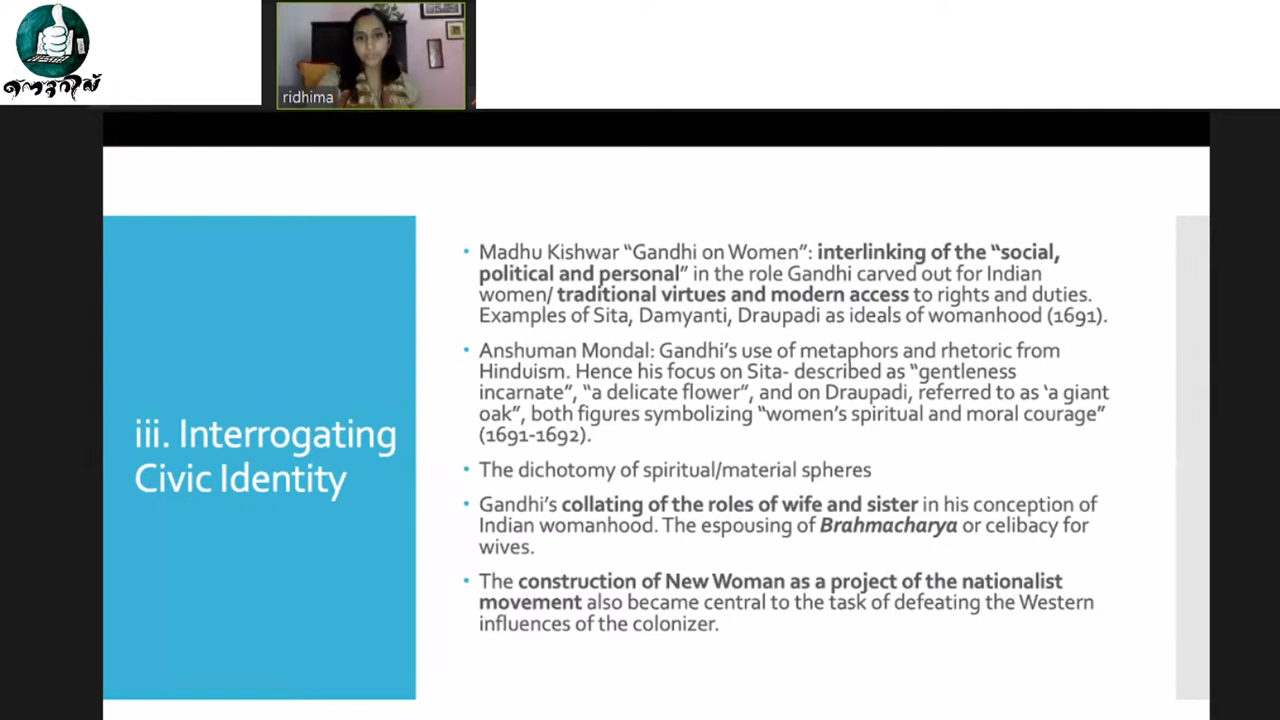 ridhima
iii. Interrogating
Civic Identity
• Madhu Kishwar “Gandhi on Women”: interlinking of the “social,
political and personal” in the role Gandhi carved out for Indian
women/ traditional virtues and modern access to rights and duties.
Examples of Sita, Damyanti, Draupadi as ideals of womanhood (1691).
• Anshuman Mondal: Gandhi’s use of metaphors and rhetoric from
Hinduism. Hence his focus on Sita- described as “gentleness
incarnate”, “a delicate flower”, and on Draupadi, referred to as ‘a giant
oak”, both figures symbolizing “women’s spiritual and moral courage”
(1691-1692).
• The dichotomy of spiritual/material spheres
• Gandhi’s collating of the roles of wife and sister in his conception of
Indian womanhood. The espousing of Brahmacharya or celibacy for
wives.
• The construction of New Woman as a project of the nationalist
movement also became central to the task of defeating the Western
influences of the colonizer.